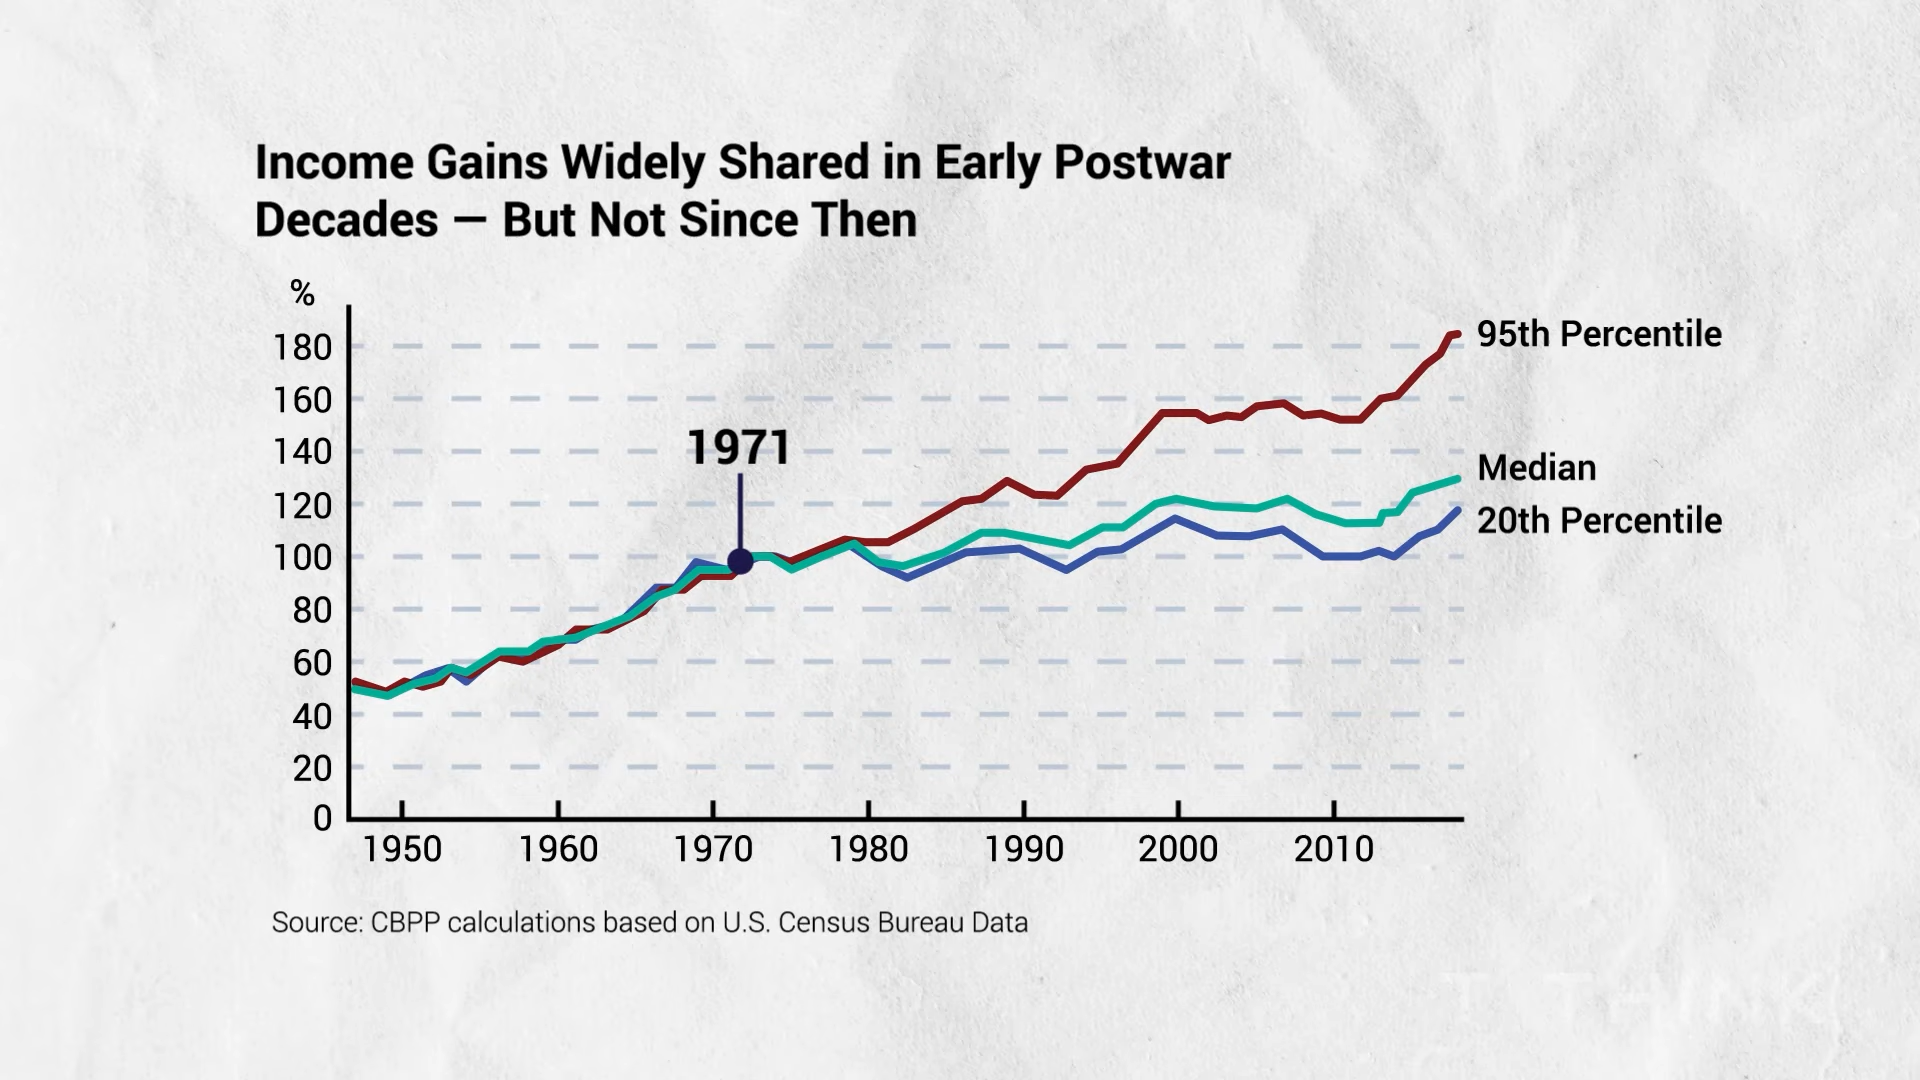 Income Gains Widely Shared in Early Postwar
Decades — But Not Since Then
%
180
160
140
120
100
80
60
40
20
0
1971
95th Percentile
Median
20th Percentile
1950 1960 1970 1980 1990 2000 2010
Source: CBPP calculations based on U.S. Census Bureau Data